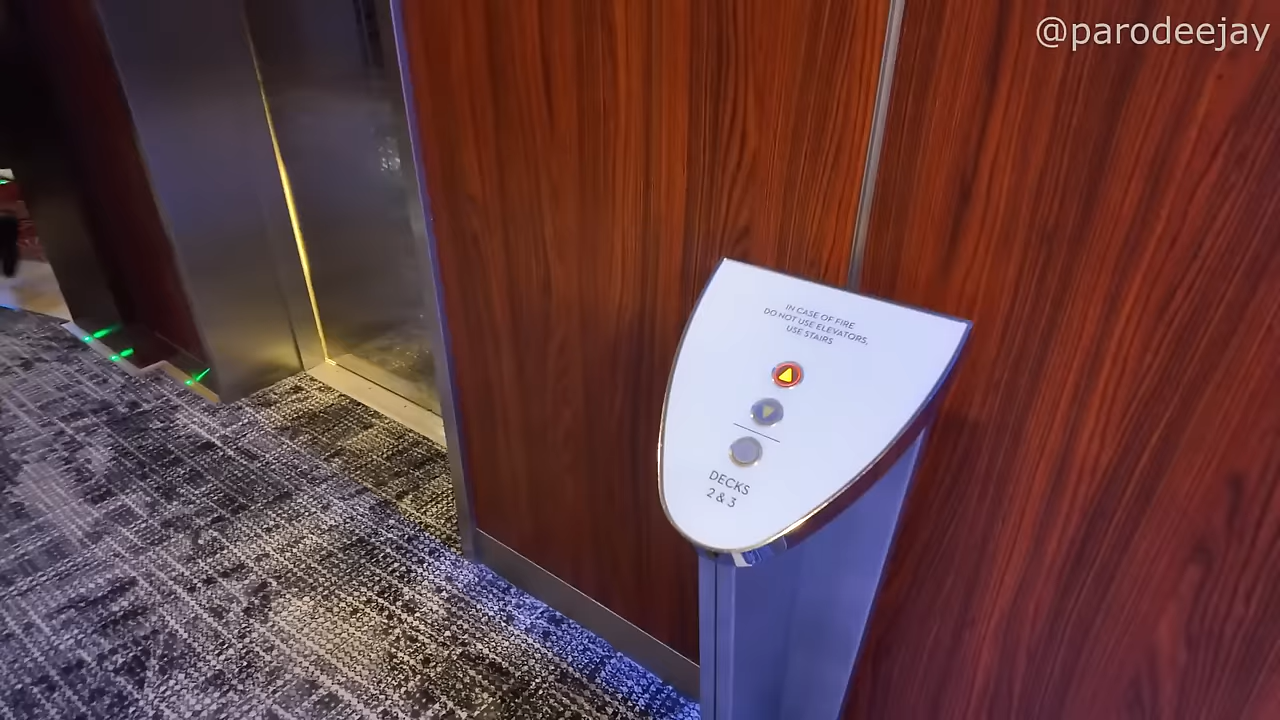 @parodeejay
IN CASE OF FIRE
DO NOT USE ELEVATORS,
USE STAIRS
DECKS
2 & 3